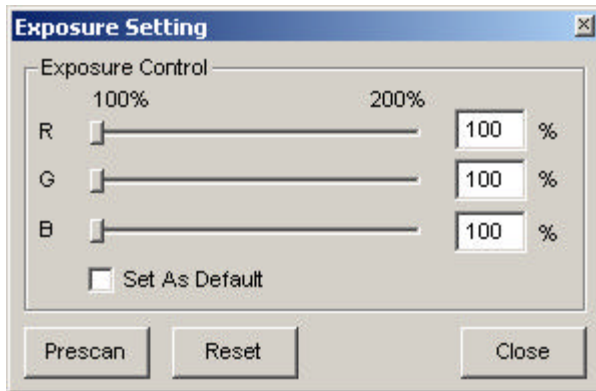 Exposure Setting
Exposure Control
100% 200%
R 100 %
G 100 %
B 100 %
Set As Default
Prescan Reset Close